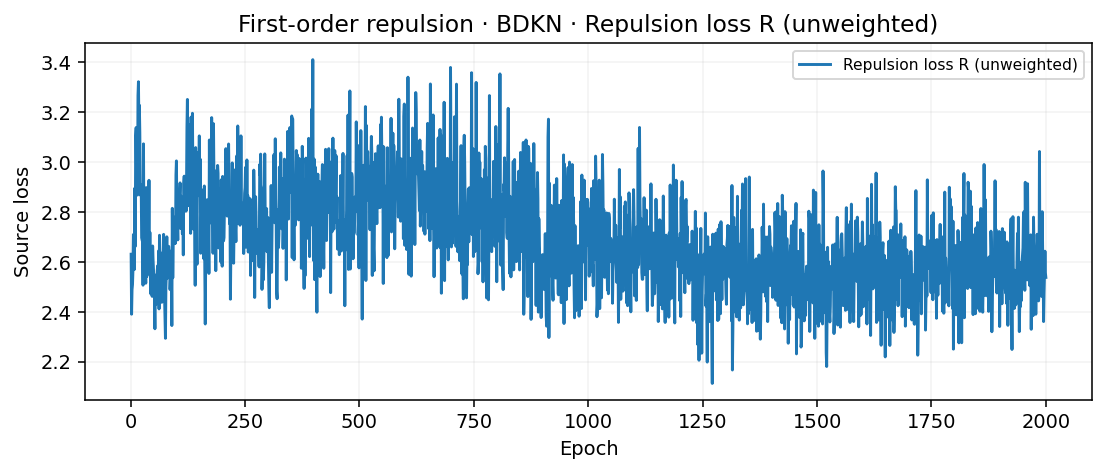 First-order repulsion · BDKN · Repulsion loss R (unweighted)
Repulsion loss R (unweighted)
Source loss
3.4
3.2
3.0
2.8
2.6
2.4
2.2
0 250 500 750 1000 1250 1500 1750 2000
Epoch